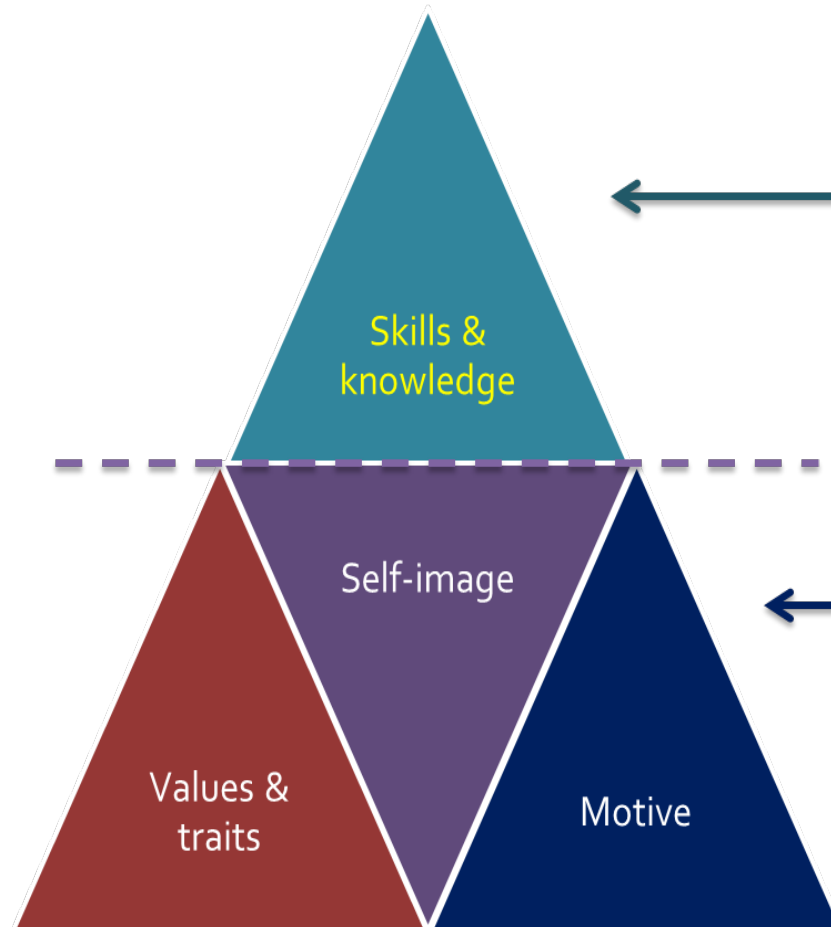 Skills &
knowledge
Self-image
Values &
traits
Motive